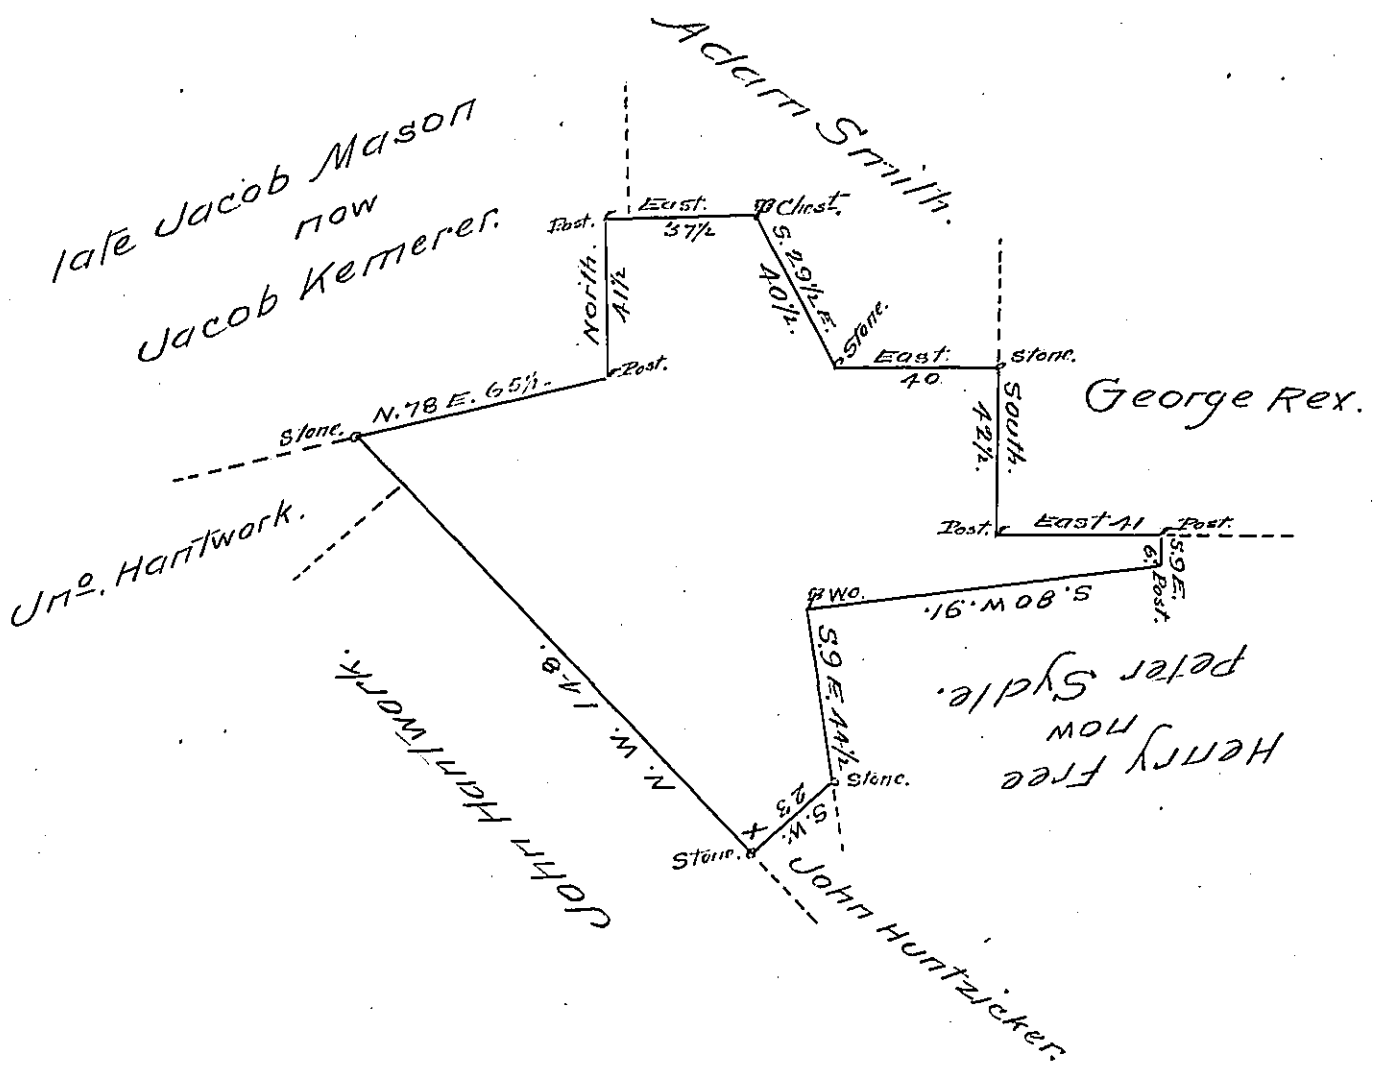 Adam Smith.
late Jacob Mason
now
Jacob Kemerer.
Post.
East.
37½
Chest.
North.
41½
S. 29½ E.
40½.
Stone.
East.
40
Stone.
George Rex.
South.
42½.
Post.
N. 78 E. 65½.
Stone.
Jnº. Hantwork.
Post.
East 41
Post.
S. 9 E.
6.
Post.
S. 80 W. 91.
WO.
S. 9 E. 44½
Henry Free
now
Peter Sydle.
N. W. 148.
John Hantwork.
Stone.
S. W.
23
X
Stone.
John Huntzicker.